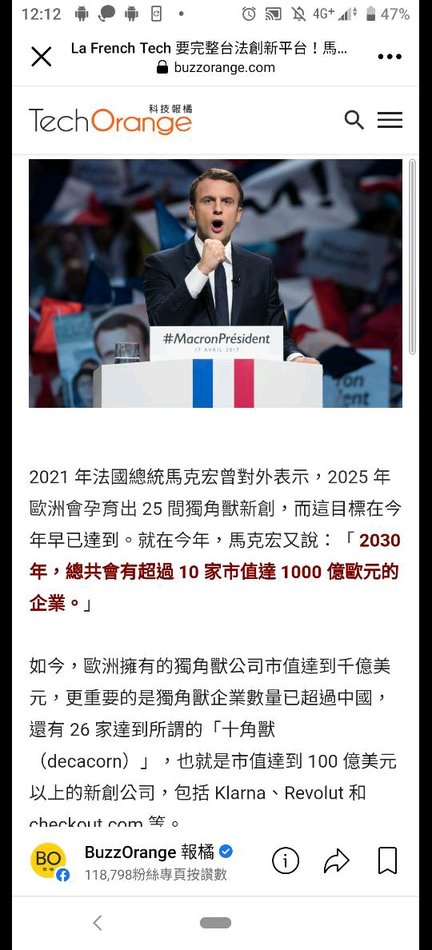 12:12
4G+
47%
La French Tech 要完整台法創新平台！馬...
buzzorange.com
科技報橘
TechOrange
#MacronPrésident
17 AVRIL 2017
2021 年法國總統馬克宏曾對外表示，2025 年
歐洲會孕育出 25 間獨角獸新創，而這目標在今
年早已達到。就在今年，馬克宏又說：「 2030
年，總共會有超過 10 家市值達 1000 億歐元的
企業。」
如今，歐洲擁有的獨角獸公司市值達到千億美
元，更重要的是獨角獸企業數量已超過中國，
還有 26 家達到所謂的「十角獸
（decacorn）」，也就是市值達到 100 億美元
以上的新創公司，包括 Klarna、Revolut 和
checkout.com 等。
BO
報橘
BuzzOrange 報橘
118,798粉絲專頁按讚數